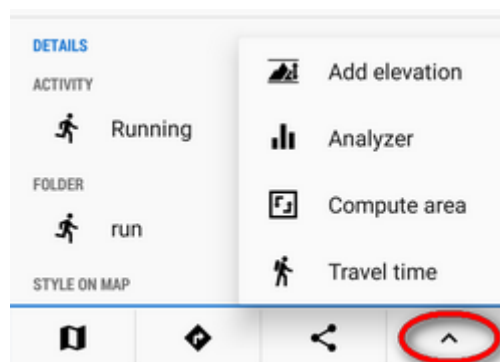 DETAILS
ACTIVITY
Running
FOLDER
run
STYLE ON MAP
Add elevation
Analyzer
Compute area
Travel time